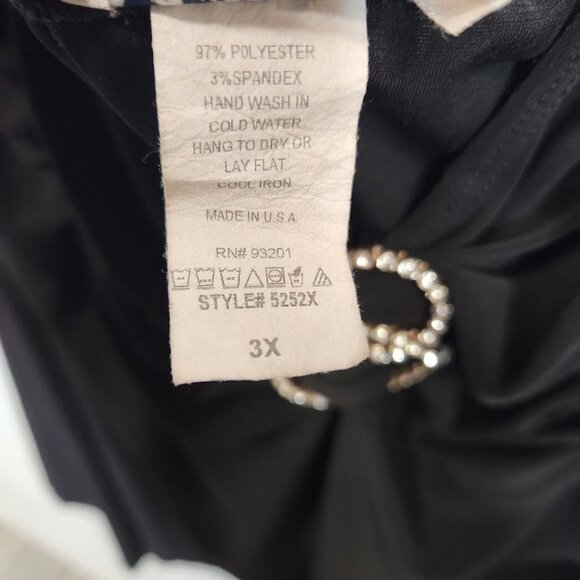 97% POLYESTER
3%SPANDEX
HAND WASH IN
COLD WATER
HANG TO DRY OR
LAY FLAT
COOL IRON
MADE IN U.S.A.
RN# 93201
STYLE# 5252X
3X